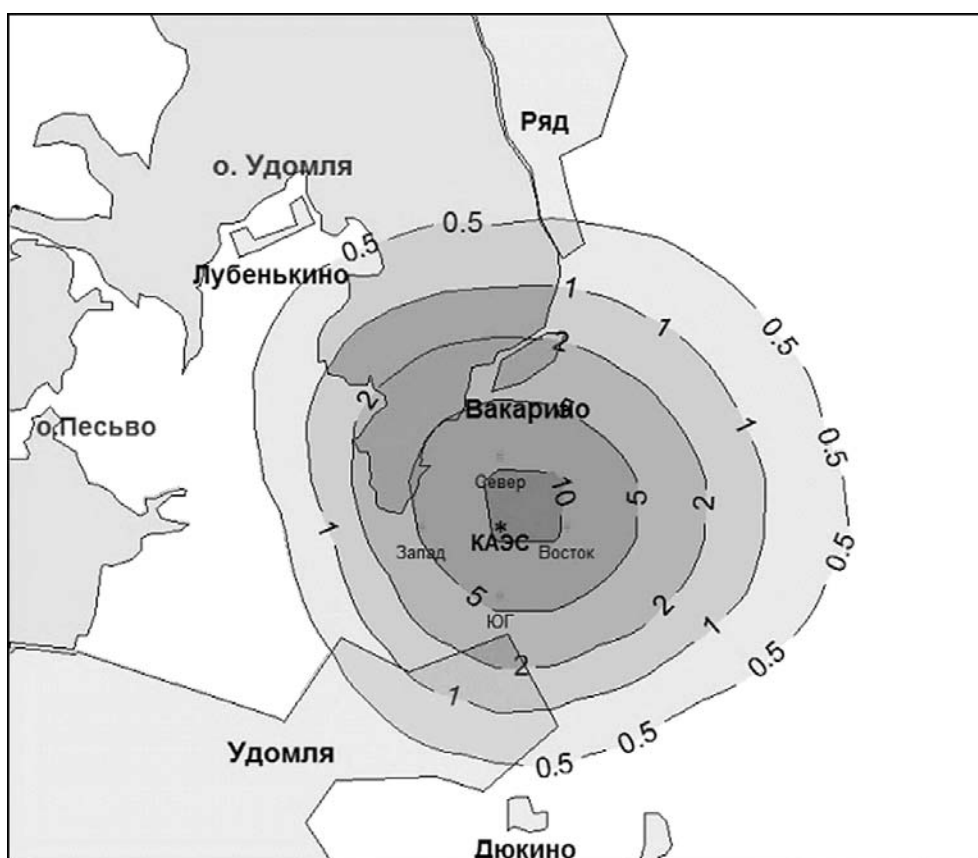 Ряд
о. Удомля
0.5
0.5
Лубенькино
1
2
0.5
1
2
о.Песьво
Вакарино
1
0.5
Север
10
5
2
1
*
КАЭС
Запад
Восток
0.5
5
ЮГ
2
1
2
1
0.5
Удомля
0.5
0.5
Дюкино